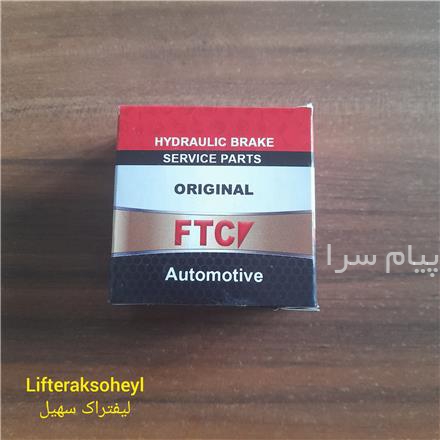 HYDRAULIC BRAKE
SERVICE PARTS
ORIGINAL
FTC
Automotive
پیام سرا
Lifteraksoheyl
لیفتراک سهیل